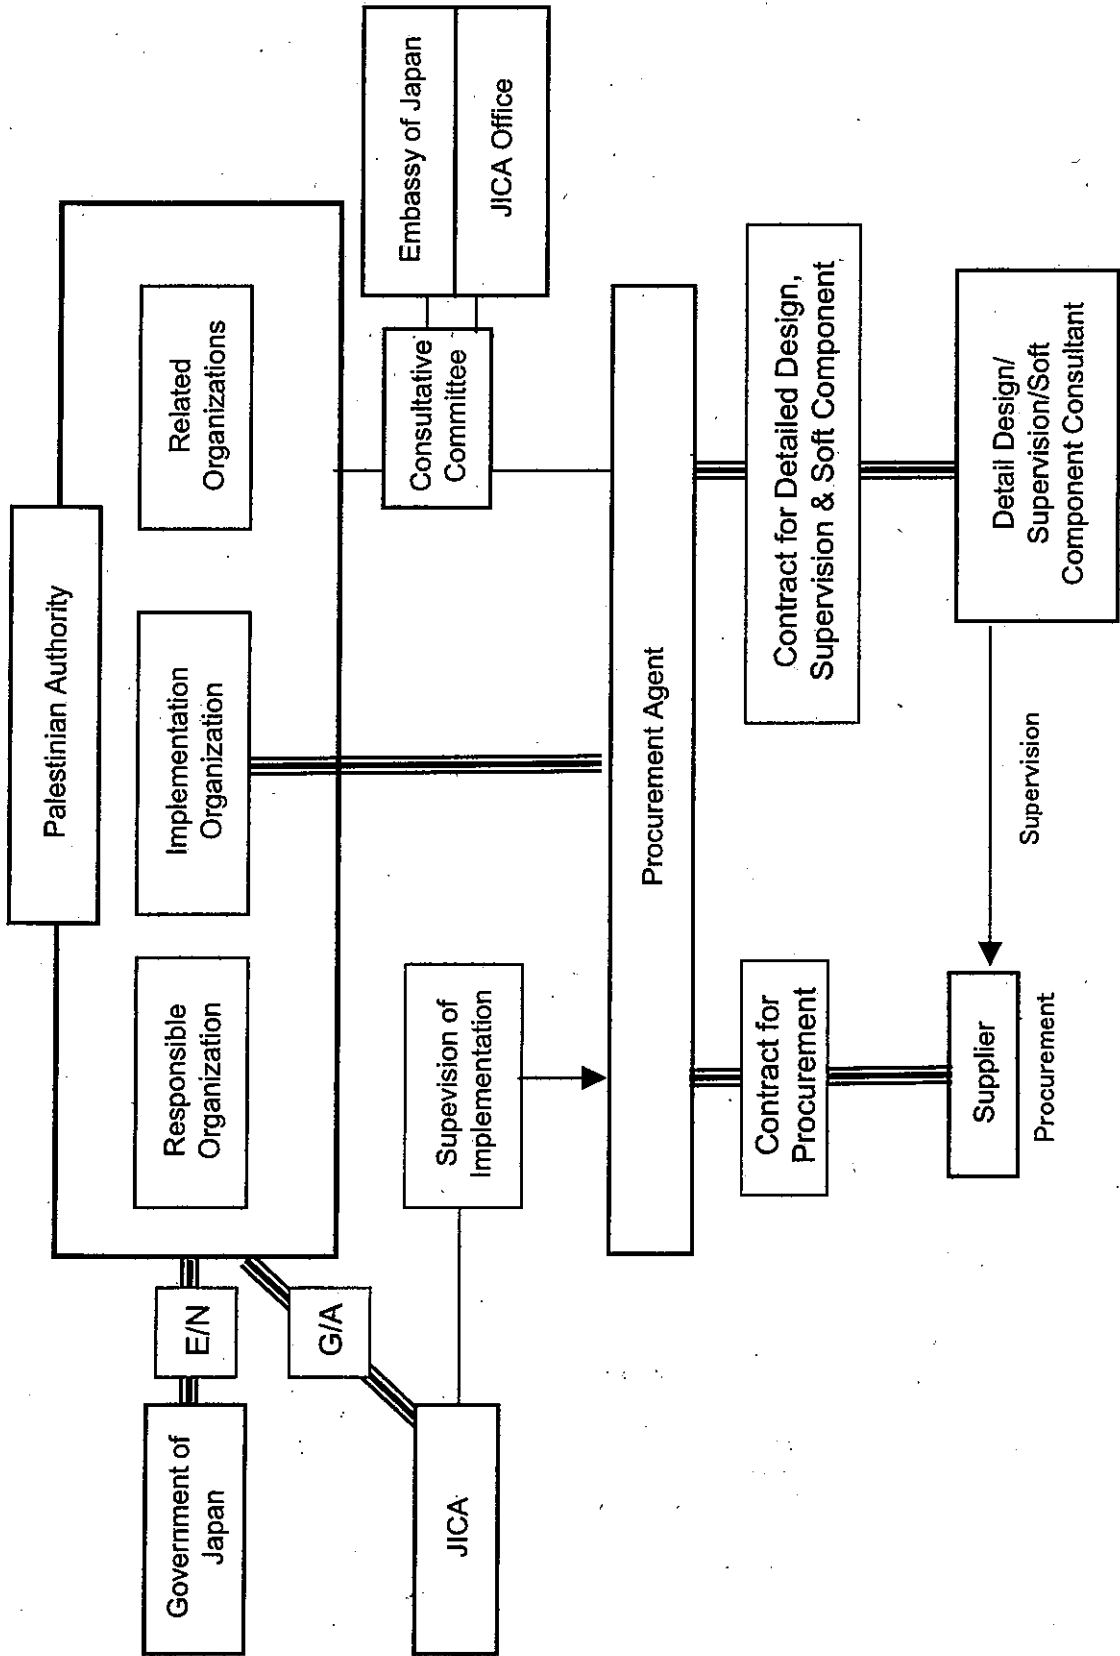 Palestinian Authority
Responsible
Organization
Implementation
Organization
Related
Organizations
Government of
Japan
E/N
G/A
JICA
Supevision of
Implementation
Consultative
Committee
Embassy of Japan
JICA Office
Procurement Agent
Contract for
Procurement
Contract for Detailed Design,
Supervision & Soft Component
Supplier
Procurement
Supervision
Detail Design/
Supervision/Soft
Component Consultant